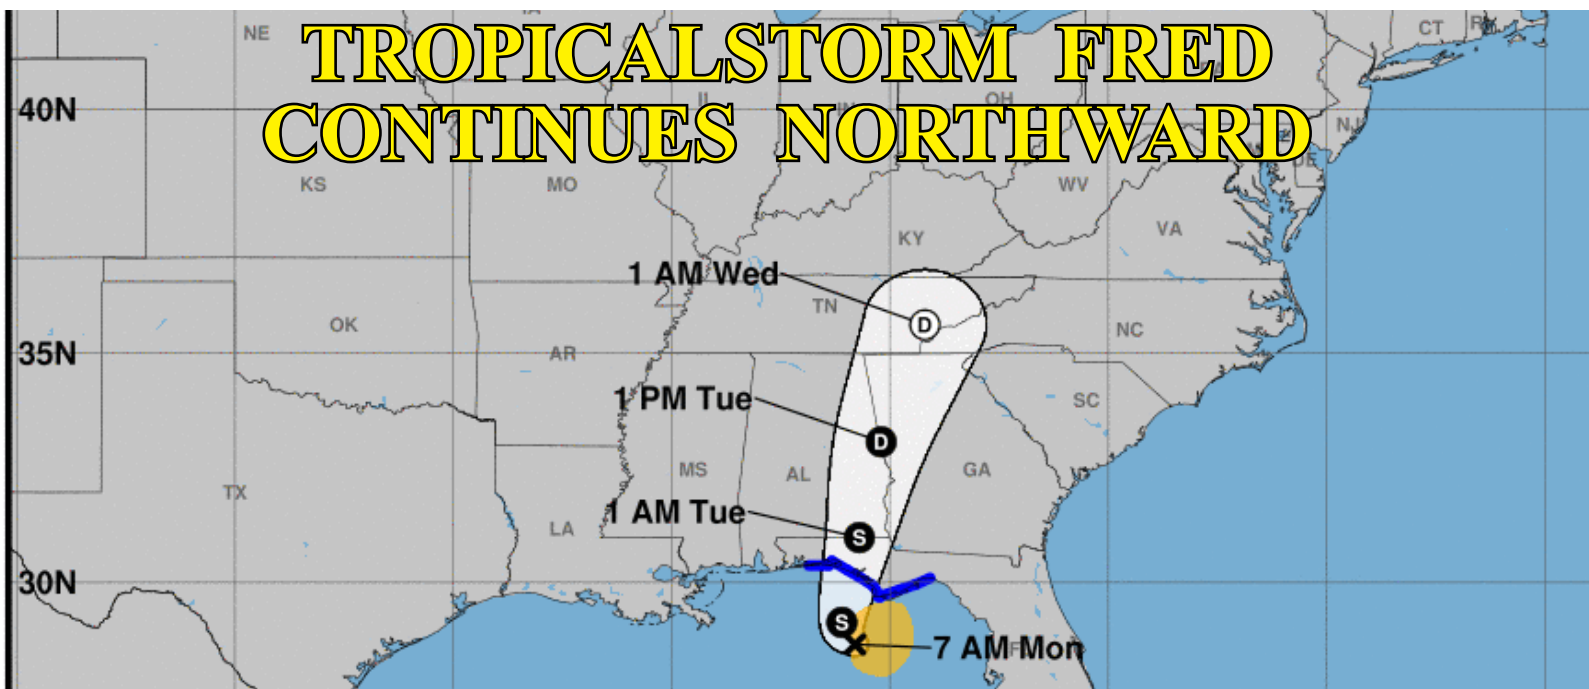 TROPICALSTORM FRED
CONTINUES NORTHWARD
NE
CT
IL
IN
OH
40N
NJ
DE
KS
MO
WV
VA
KY
1 AM Wed
TN
D
OK
NC
35N
AR
1 PM Tue
SC
D
MS
AL
GA
TX
1 AM Tue
LA
S
30N
S
7 AM Mon